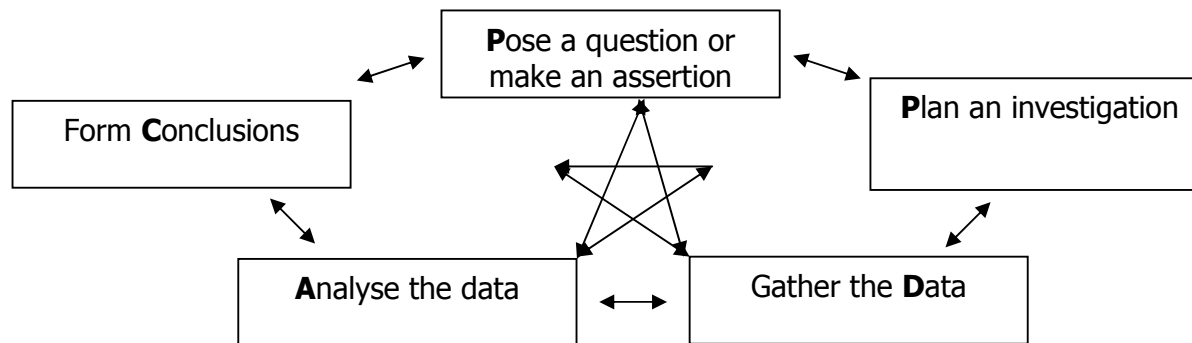 Pose a question or
make an assertion
Plan an investigation
Form Conclusions
Analyse the data
Gather the Data